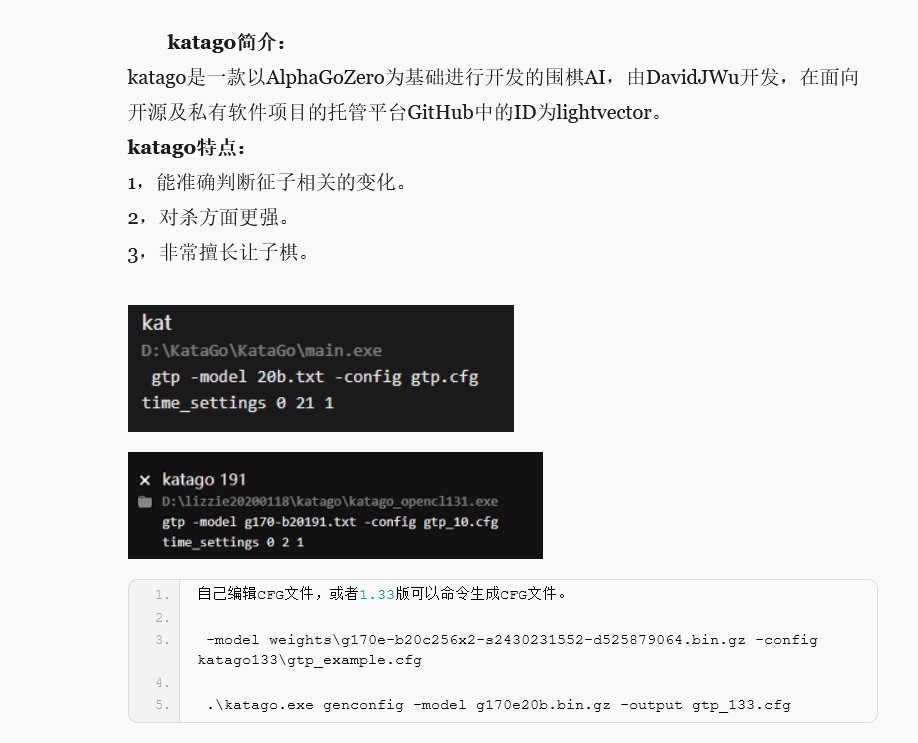 katago简介：
katago是一款以AlphaGoZero为基础进行开发的围棋AI，由DavidJWu开发，在面向
开源及私有软件项目的托管平台GitHub中的ID为lightvector。
katago特点：
1，能准确判断征子相关的变化。
2，对杀方面更强。
3，非常擅长让子棋。
kat
D:\KataGo\KataGo\main.exe
gtp -model 20b.txt -config gtp.cfg
time_settings 0 21 1
× katago 191
D:\lizzie20200118\katago\katago_opencl131.exe
gtp -model g170-b20191.txt -config gtp_10.cfg
time_settings 0 2 1
1. 自己编辑CFG文件，或者1.33版可以命令生成CFG文件。
2.
3. -model weights\g170e-b20c256x2-s2430231552-d525879064.bin.gz -config
katago133\gtp_example.cfg
4.
5. .\katago.exe genconfig -model g170e20b.bin.gz -output gtp_133.cfg